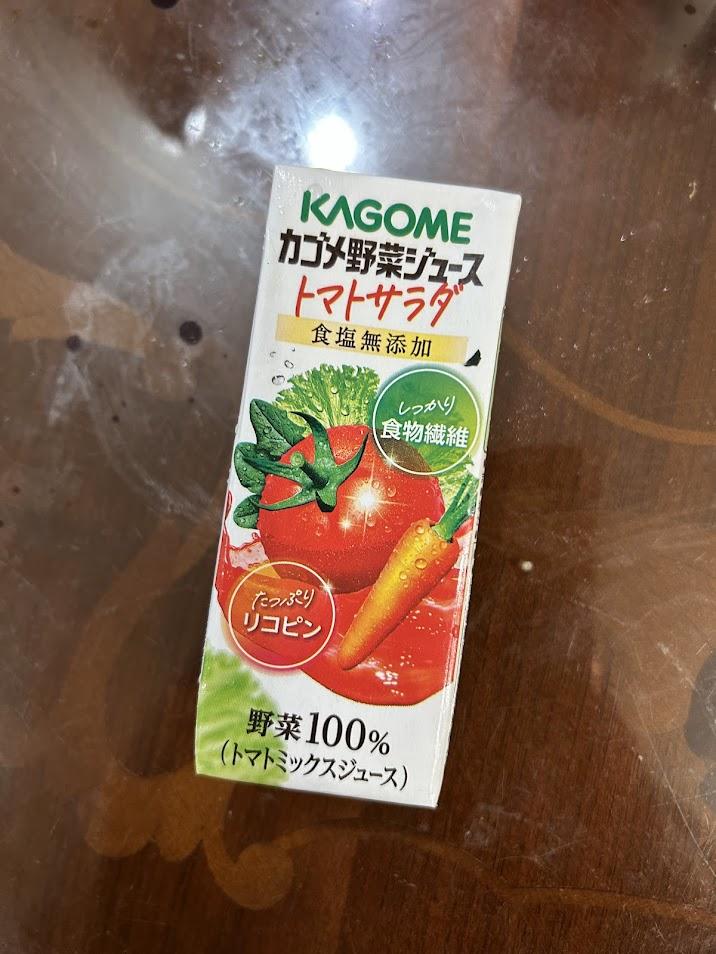 KAGOME
カゴメ野菜ジュース
トマトサラダ
食塩無添加
しっかり
食物繊維
たっぷり
リコピン
野菜100%
(トマトミックスジュース)